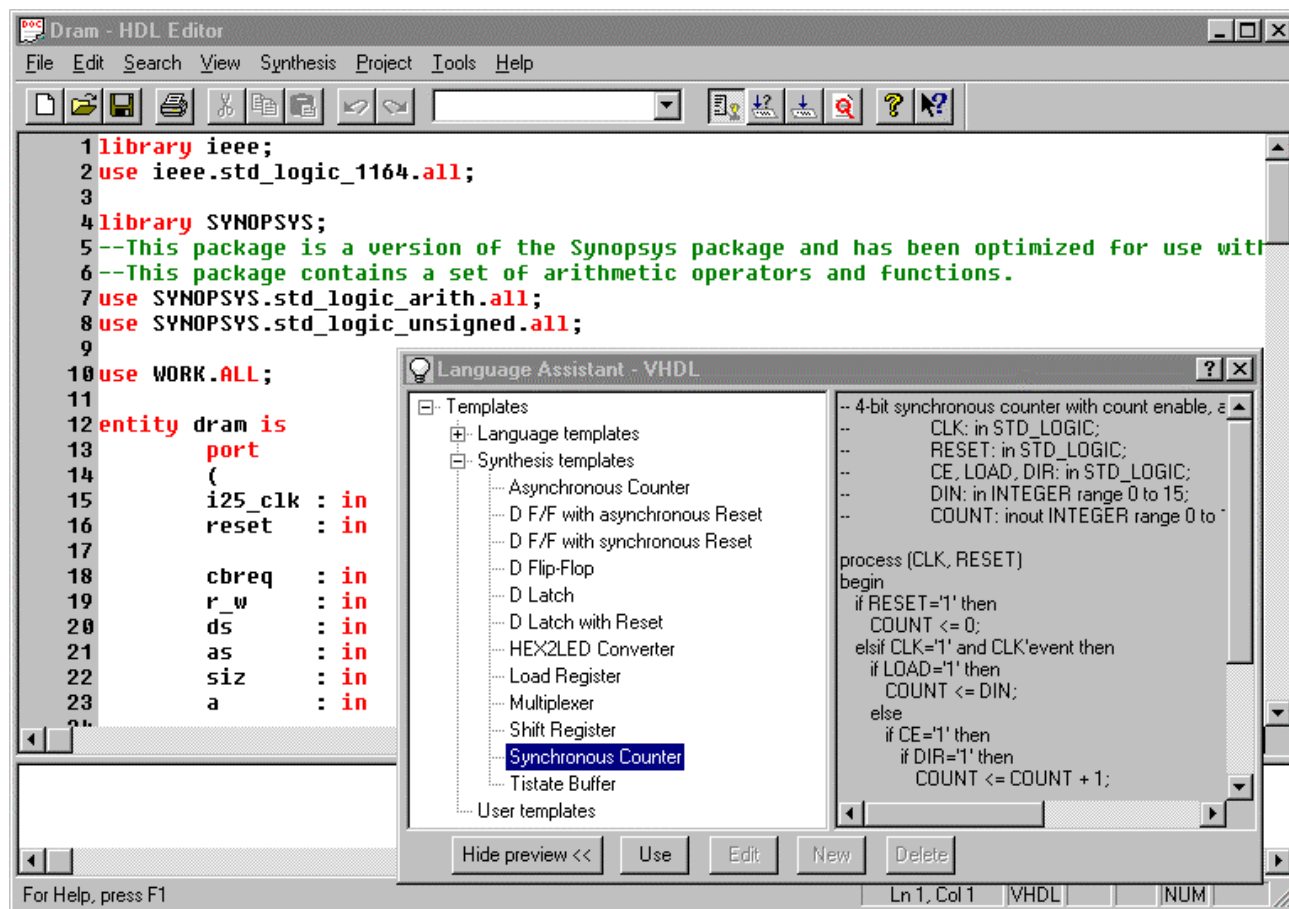 DOC
Dram - HDL Editor
File Edit Search View Synthesis Project Tools Help
1 library ieee;
2 use ieee.std_logic_1164.all;
3
4 library SYNOPSYS;
5 --This package is a version of the Synopsys package and has been optimized for use with
6 --This package contains a set of arithmetic operators and functions.
7 use SYNOPSYS.std_logic_arith.all;
8 use SYNOPSYS.std_logic_unsigned.all;
9
10 use WORK.ALL;
11
12 entity dram is
13 port
14 (
15 i25_clk : in
16 reset : in
17
18 cbreq : in
19 r_w : in
20 ds : in
21 as : in
22 siz : in
23 a : in
24
Language Assistant - VHDL
Templates
Language templates
Synthesis templates
Asynchronous Counter
D F/F with asynchronous Reset
D F/F with synchronous Reset
D Flip-Flop
D Latch
D Latch with Reset
HEX2LED Converter
Load Register
Multiplexer
Shift Register
Synchronous Counter
Tistate Buffer
User templates
-- 4-bit synchronous counter with count enable, a
-- CLK: in STD_LOGIC;
-- RESET: in STD_LOGIC;
-- CE, LOAD, DIR: in STD_LOGIC;
-- DIN: in INTEGER range 0 to 15;
-- COUNT: inout INTEGER range 0 to
process (CLK, RESET)
begin
if RESET='1' then
COUNT <= 0;
elsif CLK='1' and CLK'event then
if LOAD='1' then
COUNT <= DIN;
else
if CE='1' then
if DIR='1' then
COUNT <= COUNT + 1;
Hide preview << Use Edit New Delete
For Help, press F1 Ln 1, Col 1 VHDL NUM